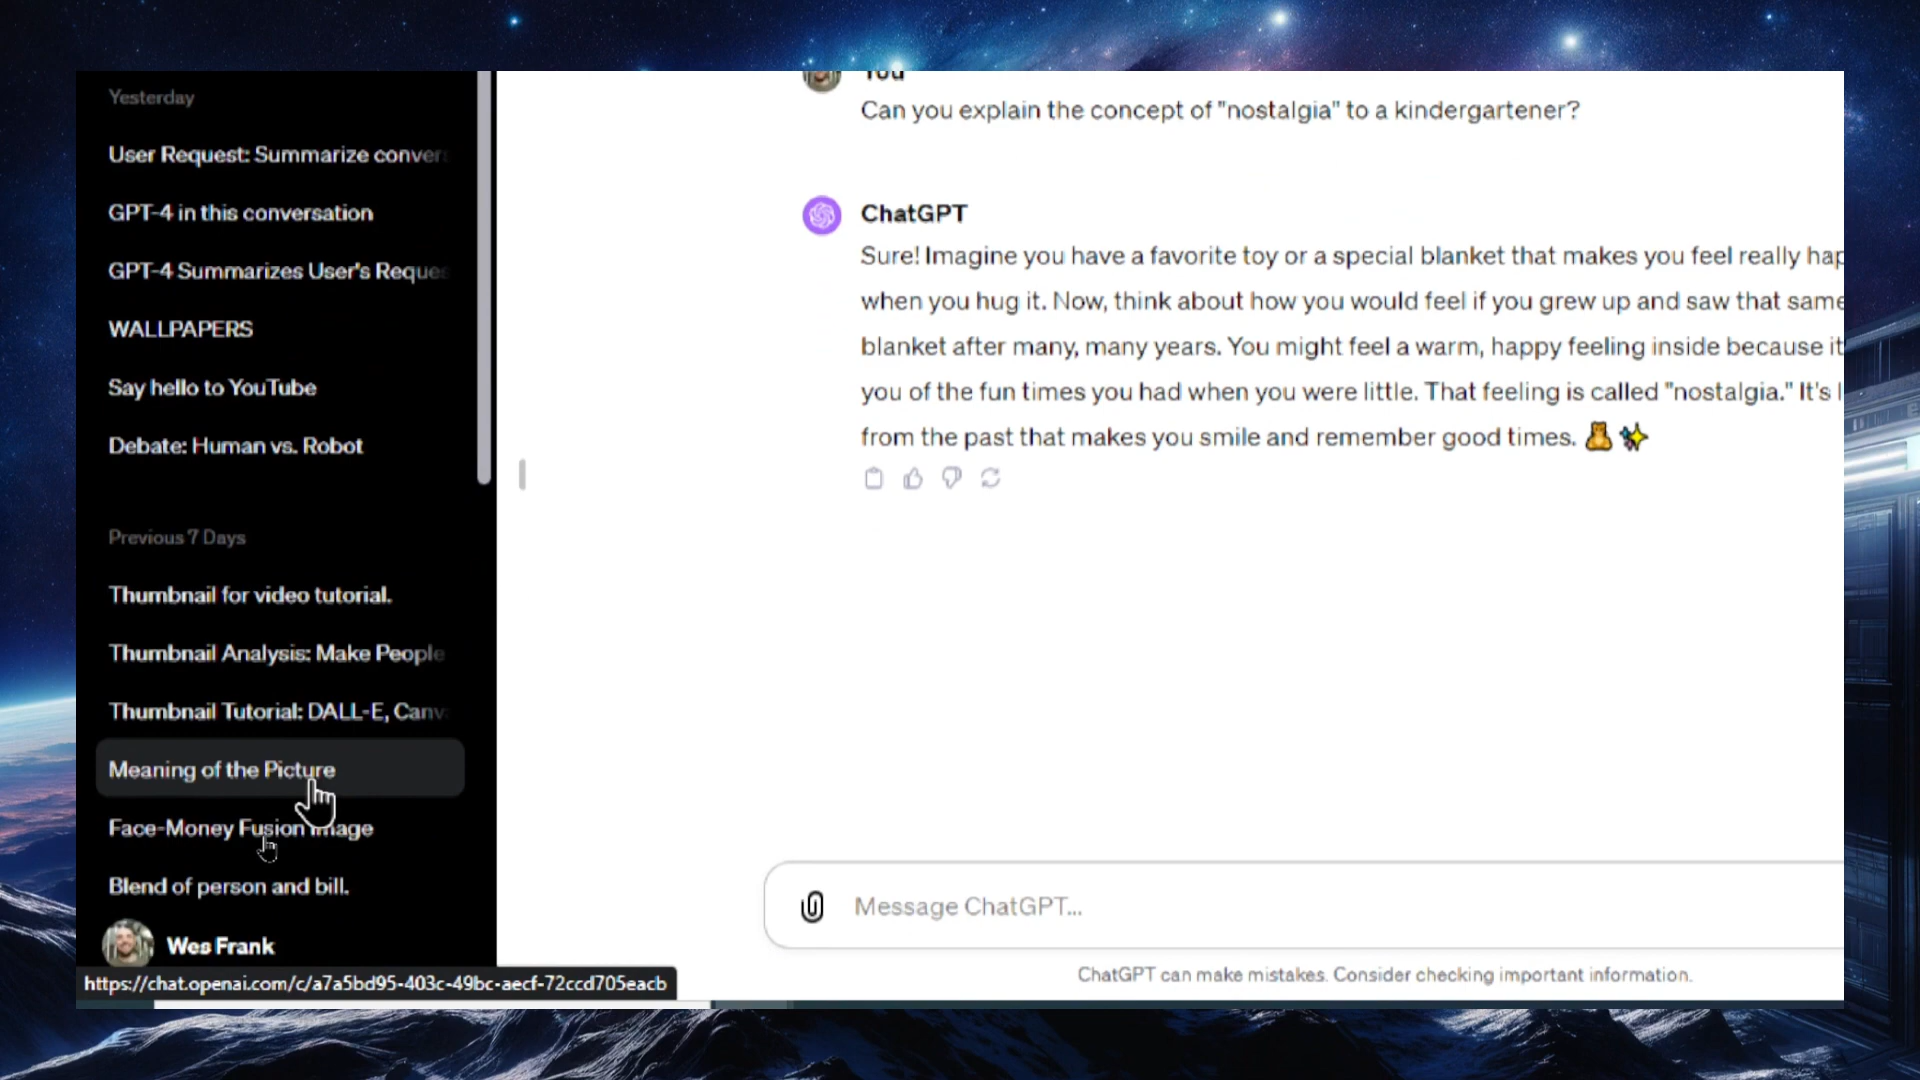 Yesterday
User Request: Summarize conver
GPT-4 in this conversation
GPT-4 Summarizes User's Reque
WALLPAPERS
Say hello to YouTube
Debate: Human vs. Robot
Previous 7 Days
Thumbnail for video tutorial.
Thumbnail Analysis: Make People
Thumbnail Tutorial: DALL-E, Canv
Meaning of the Picture
Face-Money Fusion Image
Blend of person and bill.
Wes Frank
https://chat.openai.com/c/a7a5bd95-403c-49bc-aecf-72ccd705eacb
You
Can you explain the concept of "nostalgia" to a kindergartener?
ChatGPT
Sure! Imagine you have a favorite toy or a special blanket that makes you feel really hap
when you hug it. Now, think about how you would feel if you grew up and saw that same
blanket after many, many years. You might feel a warm, happy feeling inside because it
you of the fun times you had when you were little. That feeling is called "nostalgia." It's l
from the past that makes you smile and remember good times. 🧸✨
Message ChatGPT...
ChatGPT can make mistakes. Consider checking important information.